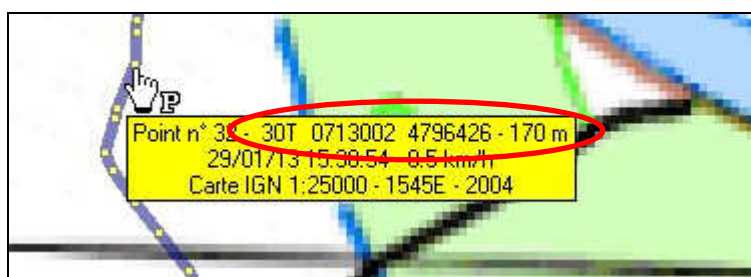 P
Point n° 32 - 30T 0713002 4796426 - 170 m
29/01/13 15:38:54 0.5 km/h
Carte IGN 1:25000 - 1545E - 2004